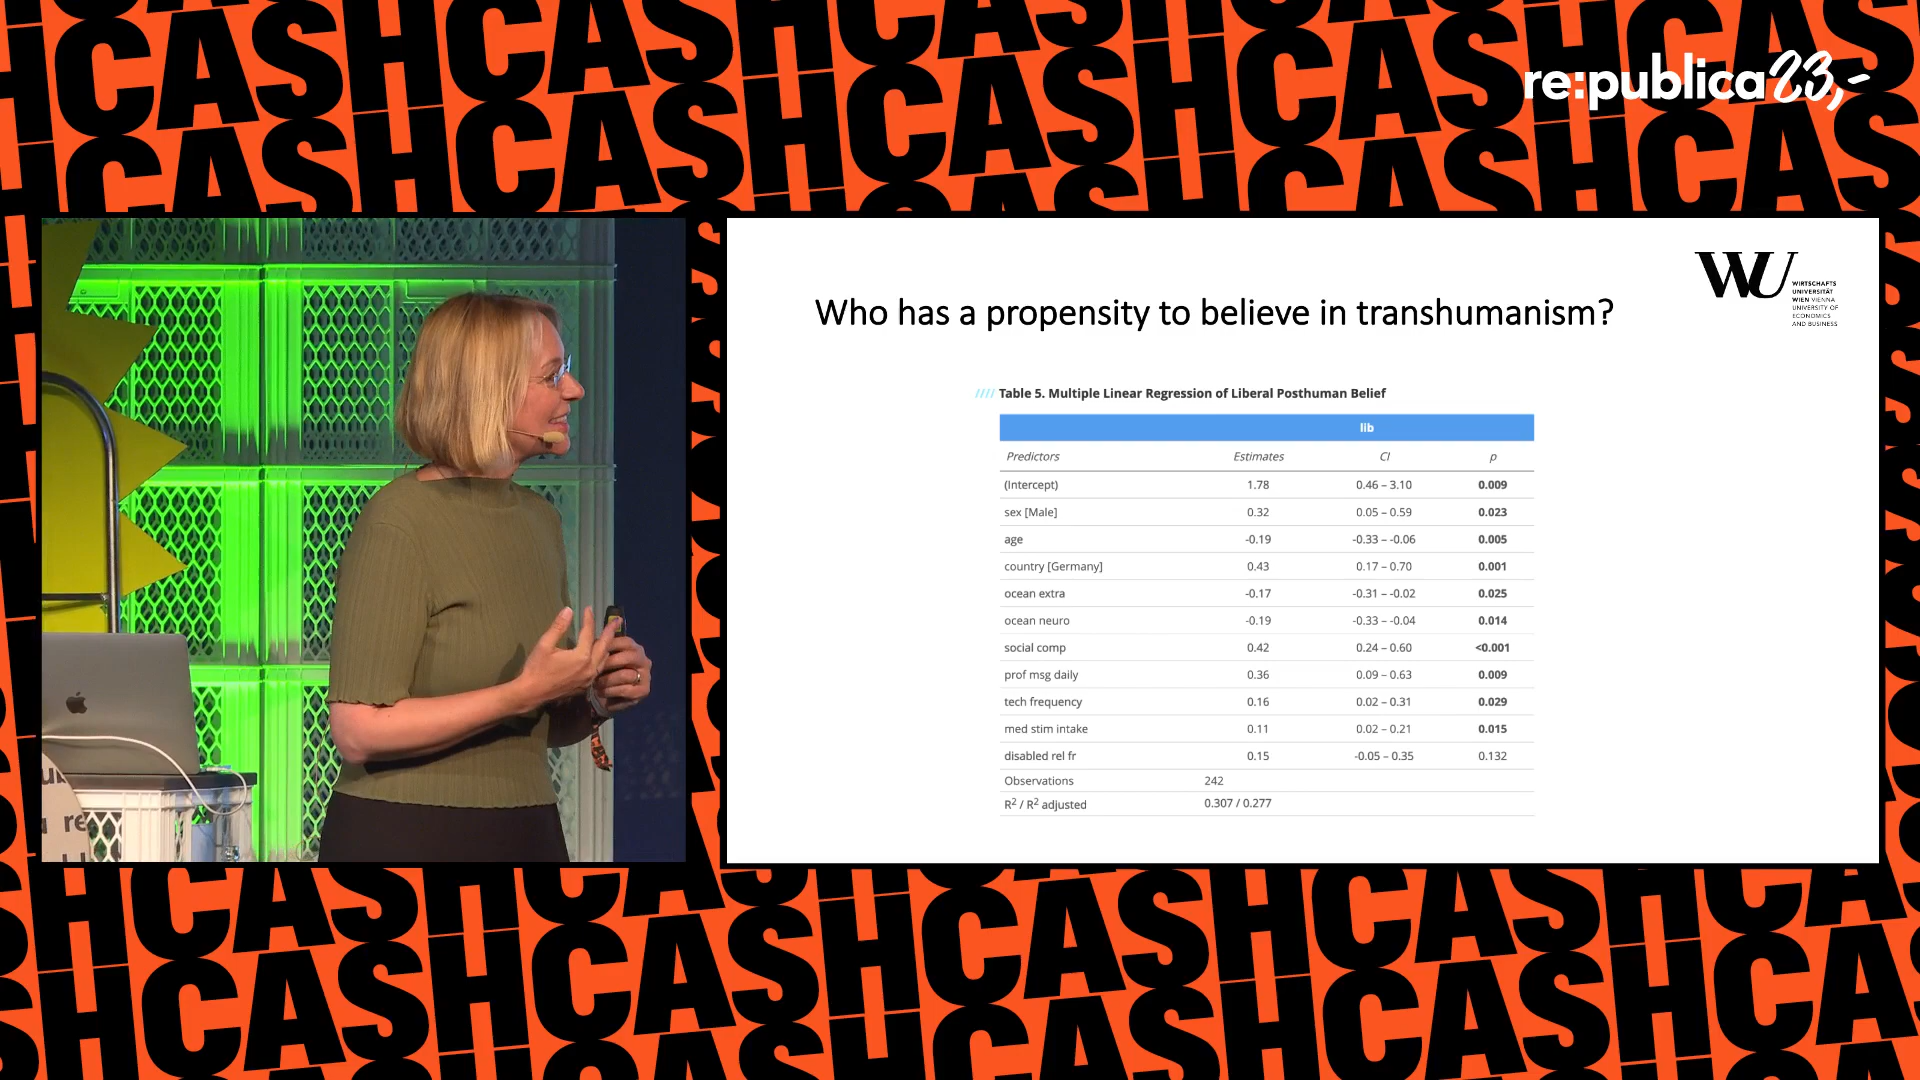 re:publica23,-
WU
WIRTSCHAFTS
UNIVERSITÄT
WIEN VIENNA
UNIVERSITY OF
ECONOMICS
AND BUSINESS
Who has a propensity to believe in transhumanism?
//// Table 5. Multiple Linear Regression of Liberal Posthuman Belief
lib
Predictors Estimates CI p
(Intercept) 1.78 0.46 – 3.10 0.009
sex [Male] 0.32 0.05 – 0.59 0.023
age -0.19 -0.33 – -0.06 0.005
country [Germany] 0.43 0.17 – 0.70 0.001
ocean extra -0.17 -0.31 – -0.02 0.025
ocean neuro -0.19 -0.33 – -0.04 0.014
social comp 0.42 0.24 – 0.60 <0.001
prof msg daily 0.36 0.09 – 0.63 0.009
tech frequency 0.16 0.02 – 0.31 0.029
med stim intake 0.11 0.02 – 0.21 0.015
disabled rel fr 0.15 -0.05 – 0.35 0.132
Observations 242
R2 / R2 adjusted 0.307 / 0.277